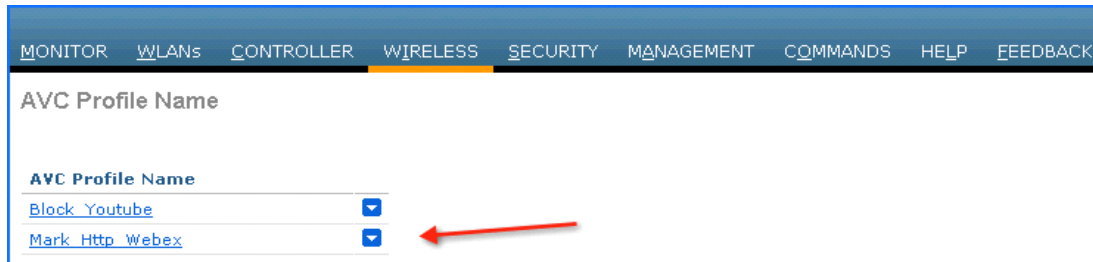 MONITOR WLANs CONTROLLER WIRELESS SECURITY MANAGEMENT COMMANDS HELP FEEDBACK
AVC Profile Name
AVC Profile Name
Block_Youtube
Mark_Http_Webex